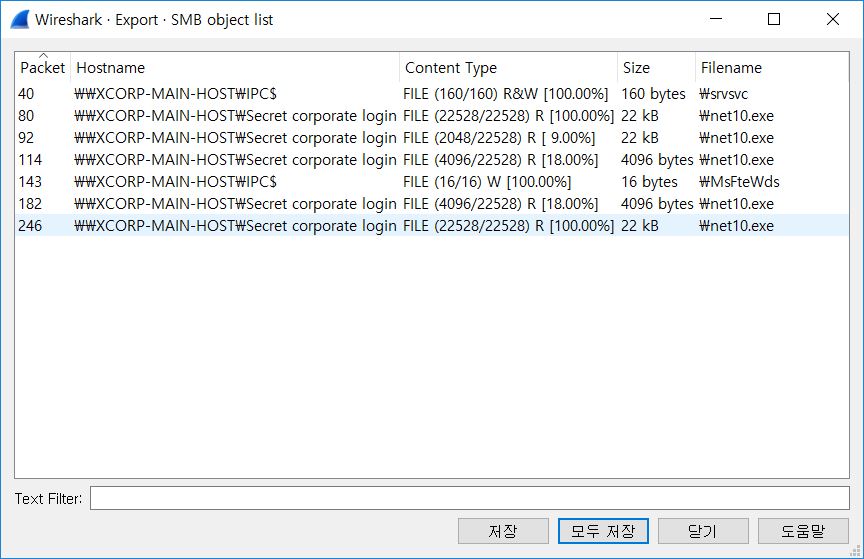 Wireshark · Export · SMB object list
Packet Hostname Content Type Size Filename
40 ₩₩XCORP-MAIN-HOST₩IPC$ FILE (160/160) R&W [100.00%] 160 bytes ₩srvsvc
80 ₩₩XCORP-MAIN-HOST₩Secret corporate login FILE (22528/22528) R [100.00%] 22 kB ₩net10.exe
92 ₩₩XCORP-MAIN-HOST₩Secret corporate login FILE (2048/22528) R [ 9.00%] 22 kB ₩net10.exe
114 ₩₩XCORP-MAIN-HOST₩Secret corporate login FILE (4096/22528) R [18.00%] 4096 bytes ₩net10.exe
143 ₩₩XCORP-MAIN-HOST₩IPC$ FILE (16/16) W [100.00%] 16 bytes ₩MsFteWds
182 ₩₩XCORP-MAIN-HOST₩Secret corporate login FILE (4096/22528) R [18.00%] 4096 bytes ₩net10.exe
246 ₩₩XCORP-MAIN-HOST₩Secret corporate login FILE (22528/22528) R [100.00%] 22 kB ₩net10.exe
Text Filter:
저장 모두 저장 닫기 도움말